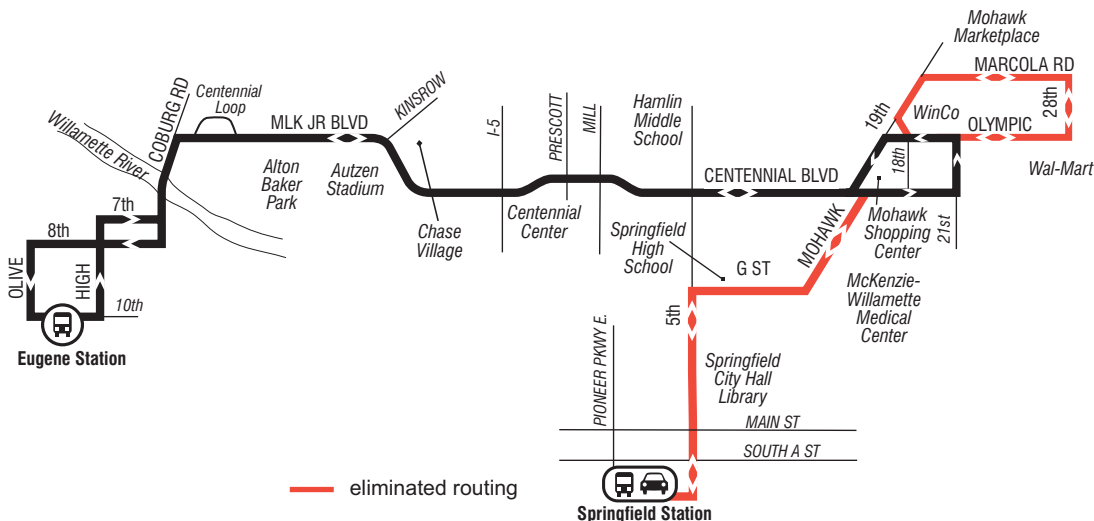 Mohawk
Marketplace
MARCOLA RD
28th
19th
WinCo
OLYMPIC
18th
Wal-Mart
COBURG RD
Centennial
Loop
Willamette River
MLK JR BLVD
KINSROW
I-5
PRESCOTT
MILL
Hamlin
Middle
School
Alton
Baker
Park
Autzen
Stadium
CENTENNIAL BLVD
Chase
Village
Centennial
Center
Springfield
High
School
MOHAWK
Mohawk
Shopping
Center
21st
7th
8th
OLIVE
HIGH
10th
Eugene Station
G ST
McKenzie-
Willamette
Medical
Center
5th
PIONEER PKWY E.
Springfield
City Hall
Library
MAIN ST
SOUTH A ST
eliminated routing
Springfield Station